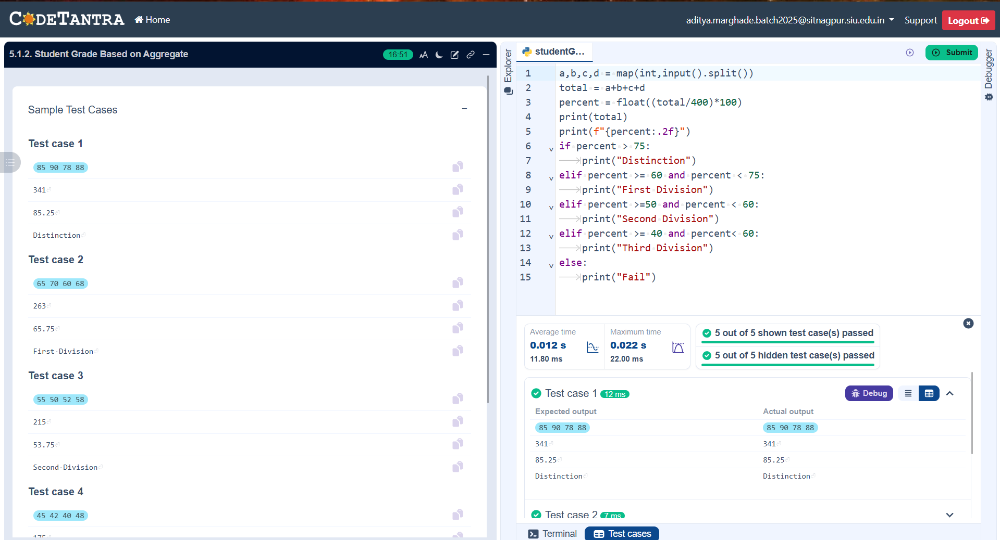 CODETANTRA
Home
aditya.marghade.batch2025@sitnagpur.siu.edu.in
Support
Logout
5.1.2. Student Grade Based on Aggregate
16:51
AA
Sample Test Cases
−
Test case 1
85 90 78 88
341
85.25
Distinction
Test case 2
65 70 60 68
263
65.75
First·Division
Test case 3
55 50 52 58
215
53.75
Second·Division
Test case 4
45 42 40 48
175
Explorer
studentG...
Submit
Debugger
1 a,b,c,d = map(int,input().split())
2 total = a+b+c+d
3 percent = float((total/400)*100)
4 print(total)
5 print(f"{percent:.2f}")
6 if percent > 75:
7 print("Distinction")
8 elif percent >= 60 and percent < 75:
9 print("First Division")
10 elif percent >=50 and percent < 60:
11 print("Second Division")
12 elif percent >= 40 and percent< 60:
13 print("Third Division")
14 else:
15 print("Fail")
Average time
0.012 s
11.80 ms
Maximum time
0.022 s
22.00 ms
5 out of 5 shown test case(s) passed
5 out of 5 hidden test case(s) passed
Test case 1 12 ms
Debug
Expected output Actual output
85 90 78 88 85 90 78 88
341 341
85.25 85.25
Distinction Distinction
Test case 2 7 ms
Terminal
Test cases